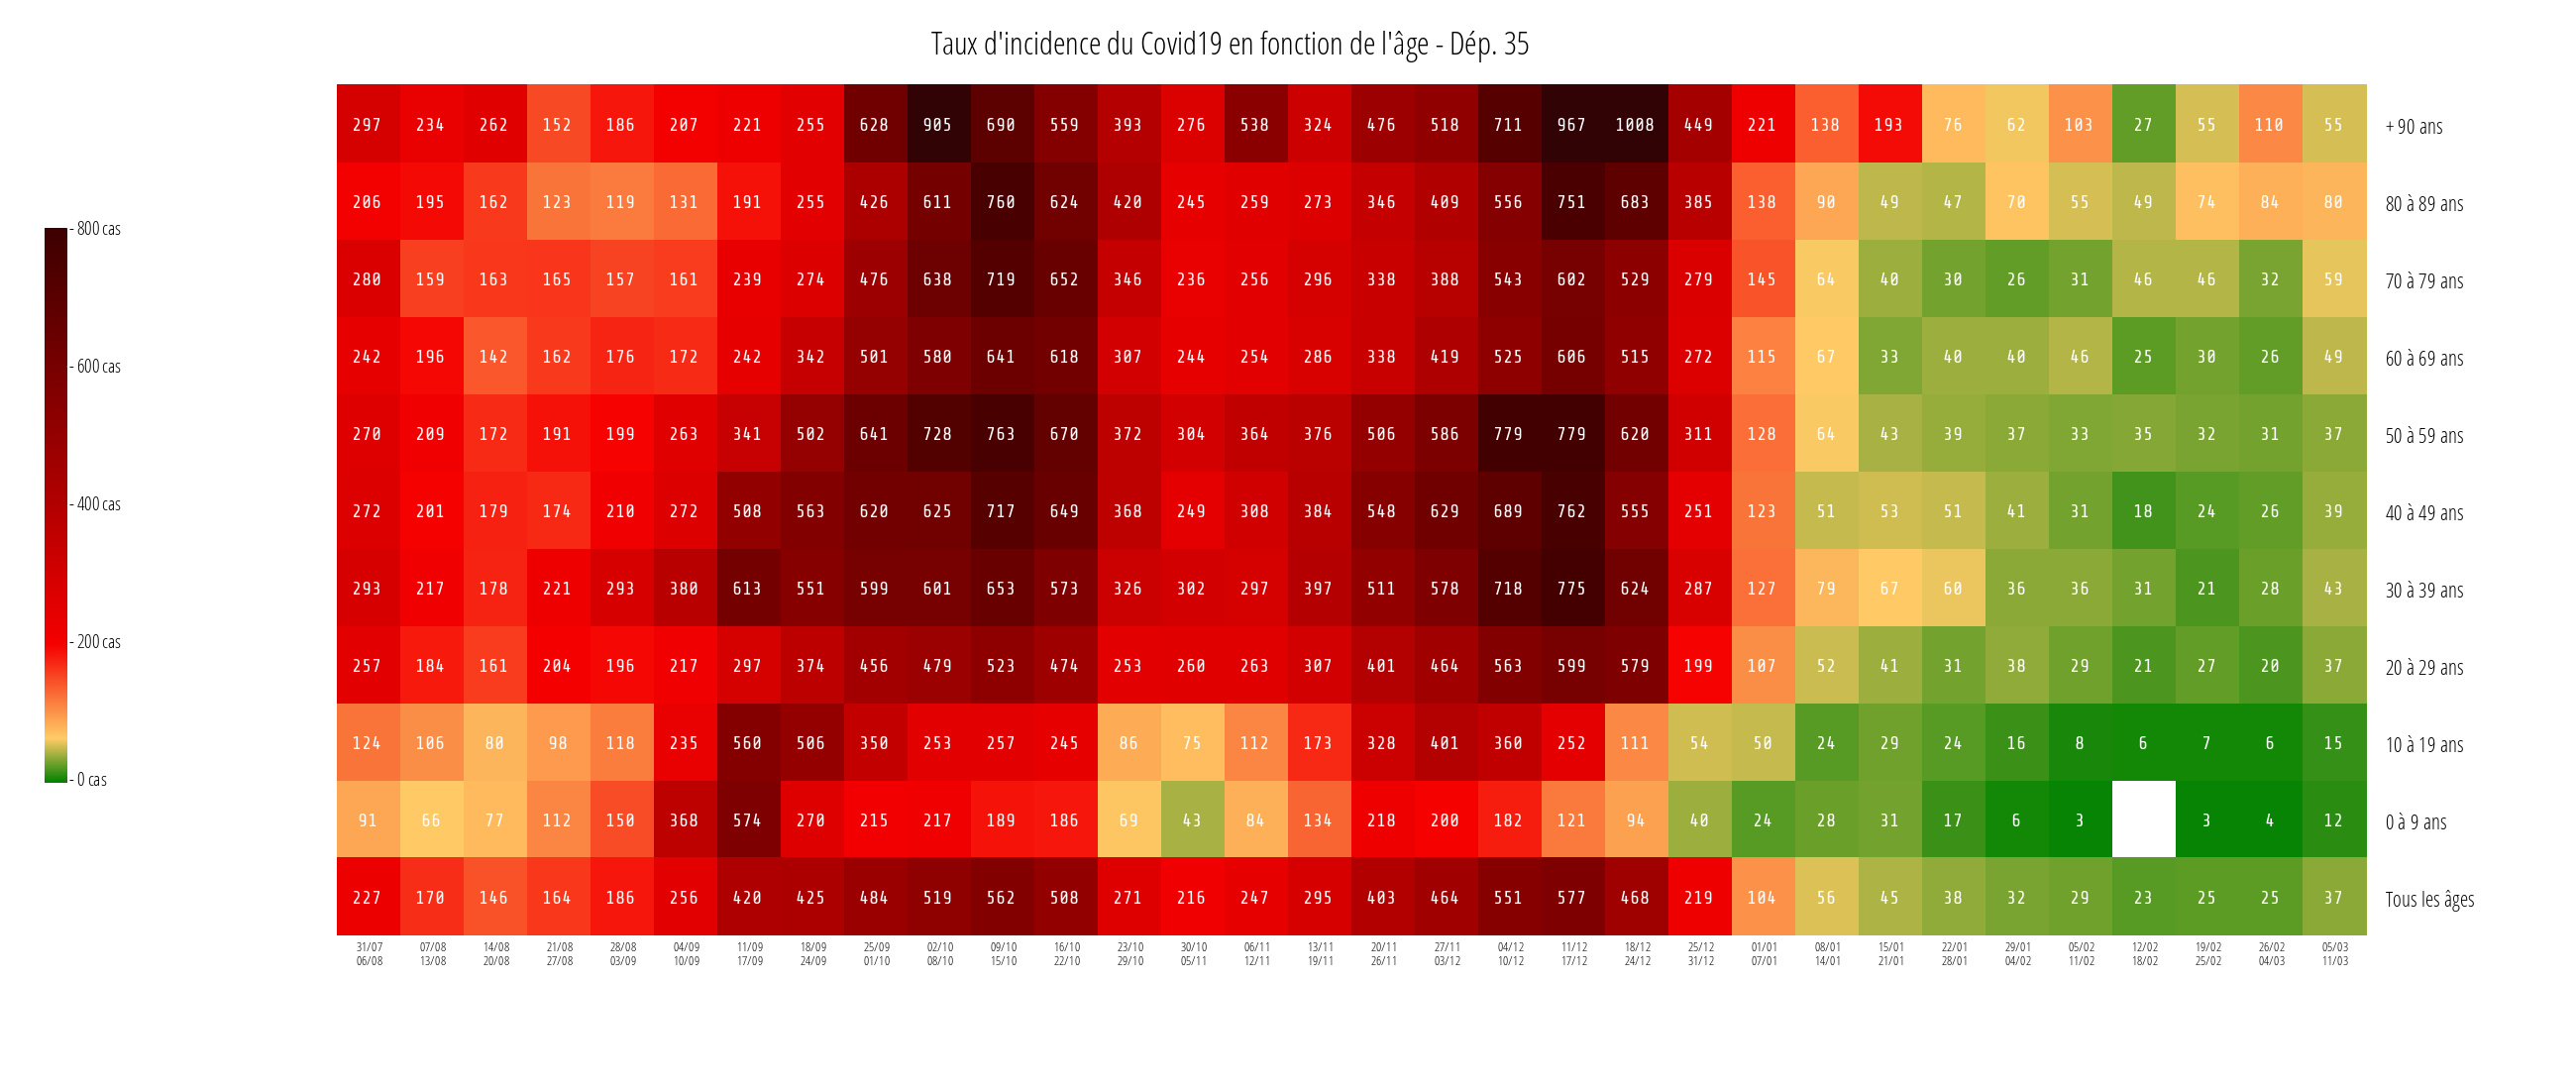 Taux d'incidence du Covid19 en fonction de l'âge - Dép. 35
- 800 cas
- 600 cas
- 400 cas
- 200 cas
- 0 cas
297 234 262 152 186 207 221 255 628 905 690 559 393 276 538 324 476 518 711 967 1008 449 221 138 193 76 62 103 27 55 110 55 + 90 ans
206 195 162 123 119 131 191 255 426 611 760 624 420 245 259 273 346 409 556 751 683 385 138 90 49 47 70 55 49 74 84 80 80 à 89 ans
280 159 163 165 157 161 239 274 476 638 719 652 346 236 256 296 338 388 543 602 529 279 145 64 40 30 26 31 46 46 32 59 70 à 79 ans
242 196 142 162 176 172 242 342 501 580 641 618 307 244 254 286 338 419 525 606 515 272 115 67 33 40 40 46 25 30 26 49 60 à 69 ans
270 209 172 191 199 263 341 502 641 728 763 670 372 304 364 376 506 586 779 779 620 311 128 64 43 39 37 33 35 32 31 37 50 à 59 ans
272 201 179 174 210 272 508 563 620 625 717 649 368 249 308 384 548 629 689 762 555 251 123 51 53 51 41 31 18 24 26 39 40 à 49 ans
293 217 178 221 293 380 613 551 599 601 653 573 326 302 297 397 511 578 718 775 624 287 127 79 67 60 36 36 31 21 28 43 30 à 39 ans
257 184 161 204 196 217 297 374 456 479 523 474 253 260 263 307 401 464 563 599 579 199 107 52 41 31 38 29 21 27 20 37 20 à 29 ans
124 106 80 98 118 235 560 506 350 253 257 245 86 75 112 173 328 401 360 252 111 54 50 24 29 24 16 8 6 7 6 15 10 à 19 ans
91 66 77 112 150 368 574 270 215 217 189 186 69 43 84 134 218 200 182 121 94 40 24 28 31 17 6 3 3 4 12 0 à 9 ans
227 170 146 164 186 256 420 425 484 519 562 508 271 216 247 295 403 464 551 577 468 219 104 56 45 38 32 29 23 25 25 37 Tous les âges
31/07 07/08 14/08 21/08 28/08 04/09 11/09 18/09 25/09 02/10 09/10 16/10 23/10 30/10 06/11 13/11 20/11 27/11 04/12 11/12 18/12 25/12 01/01 08/01 15/01 22/01 29/01 05/02 12/02 19/02 26/02 05/03
06/08 13/08 20/08 27/08 03/09 10/09 17/09 24/09 01/10 08/10 15/10 22/10 29/10 05/11 12/11 19/11 26/11 03/12 10/12 17/12 24/12 31/12 07/01 14/01 21/01 28/01 04/02 11/02 18/02 25/02 04/03 11/03